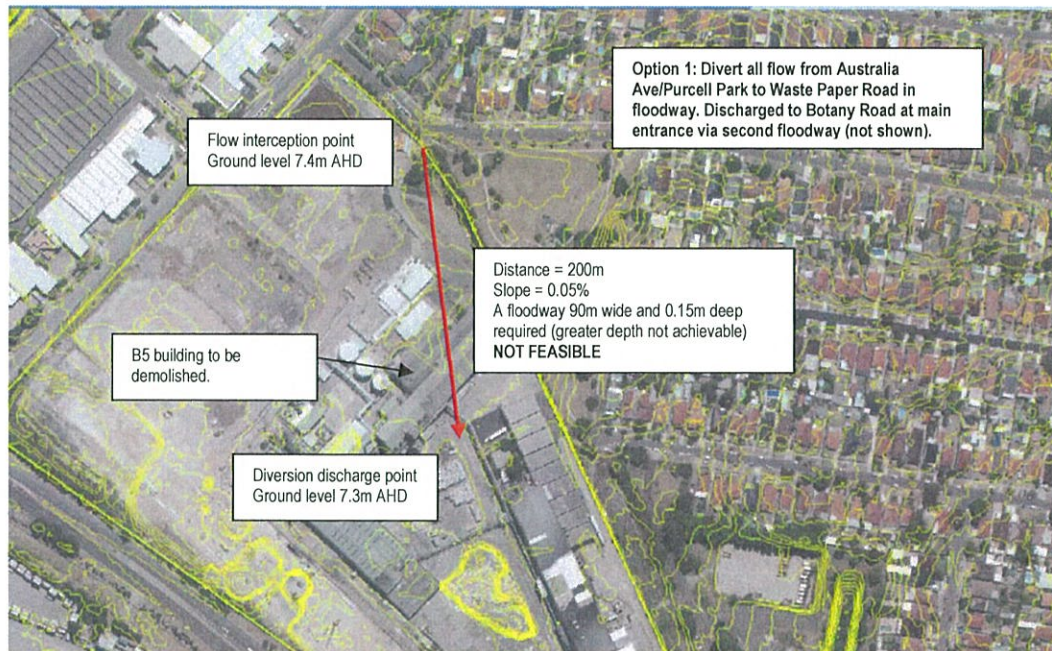 Option 1: Divert all flow from Australia
Ave/Purcell Park to Waste Paper Road in
floodway. Discharged to Botany Road at main
entrance via second floodway (not shown).
Flow interception point
Ground level 7.4m AHD
Distance = 200m
Slope = 0.05%
A floodway 90m wide and 0.15m deep
required (greater depth not achievable)
NOT FEASIBLE
B5 building to be
demolished.
Diversion discharge point
Ground level 7.3m AHD